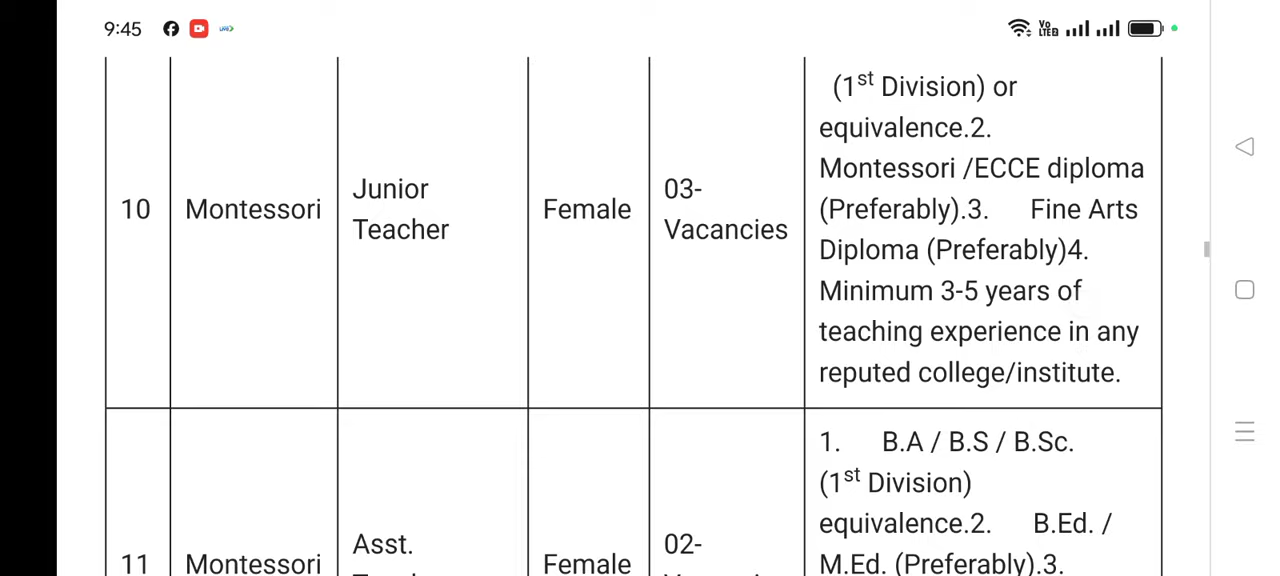 9:45
(1st Division) or
equivalence.2.
Montessori /ECCE diploma
(Preferably).3. Fine Arts
Diploma (Preferably)4.
Minimum 3-5 years of
teaching experience in any
reputed college/institute.
10
Montessori
Junior
Teacher
Female
03-
Vacancies
1. B.A / B.S / B.Sc.
(1st Division)
equivalence.2. B.Ed. /
M.Ed. (Preferably).3.
11
Montessori
Asst.
Female
02-